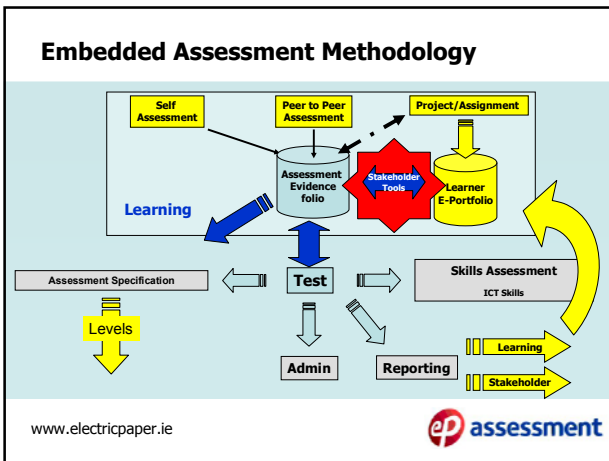 Embedded Assessment Methodology
Self
Assessment
Peer to Peer
Assessment
Project/Assignment
Assessment
Evidence
folio
Stakeholder
Tools
Learner
E-Portfolio
Learning
Assessment Specification
Test
Skills Assessment
ICT Skills
Levels
Admin
Reporting
Learning
Stakeholder
www.electricpaper.ie
ep assessment